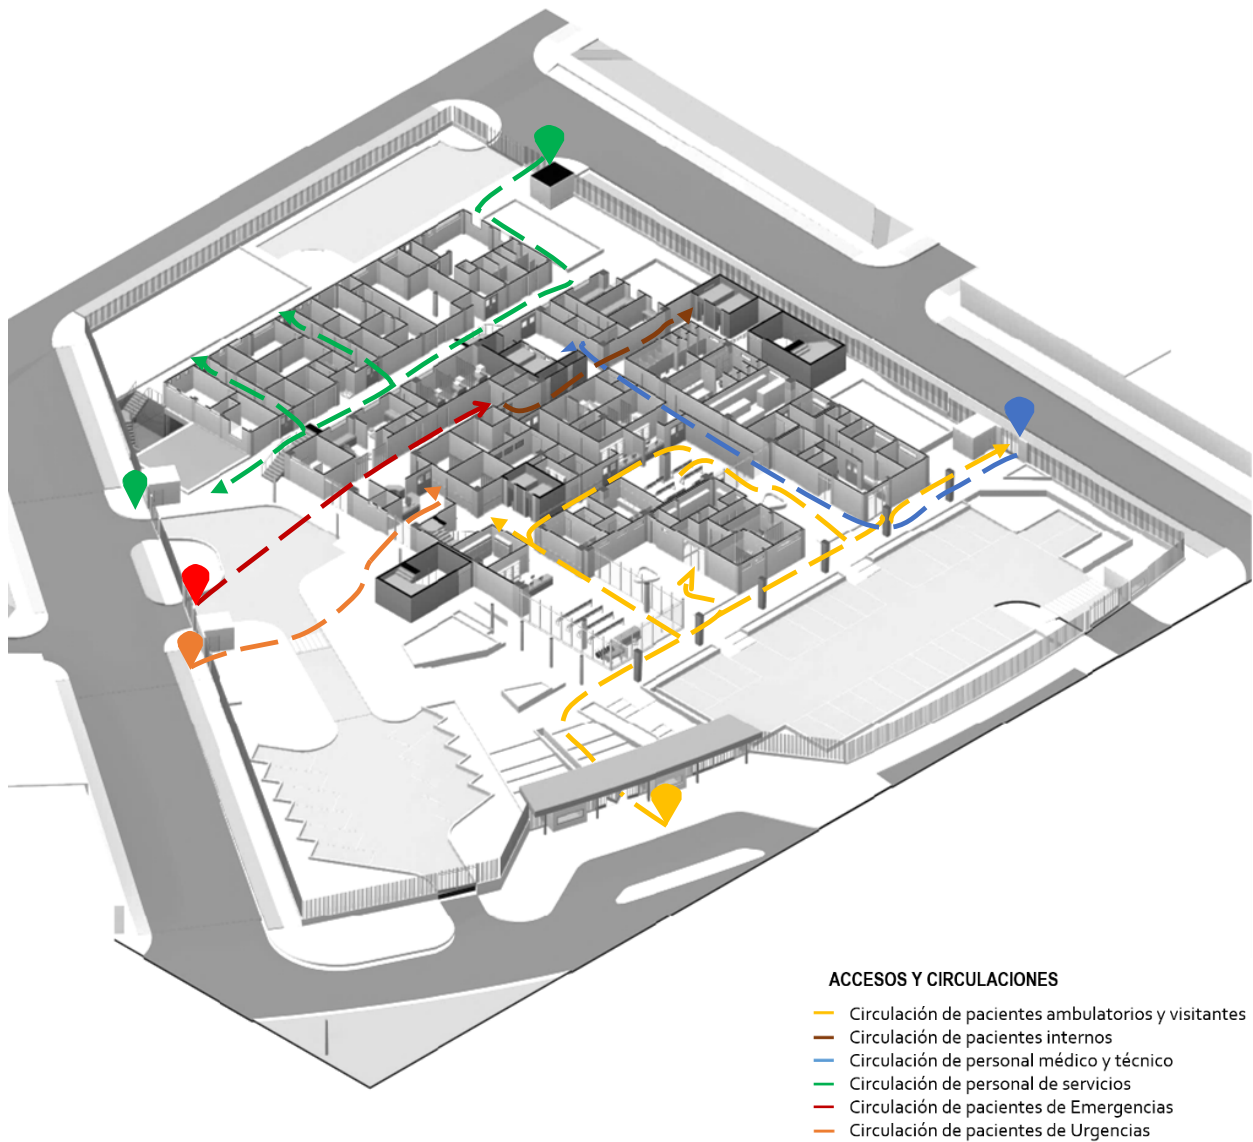 ACCESOS Y CIRCULACIONES
Circulación de pacientes ambulatorios y visitantes
Circulación de pacientes internos
Circulación de personal médico y técnico
Circulación de personal de servicios
Circulación de pacientes de Emergencias
Circulación de pacientes de Urgencias